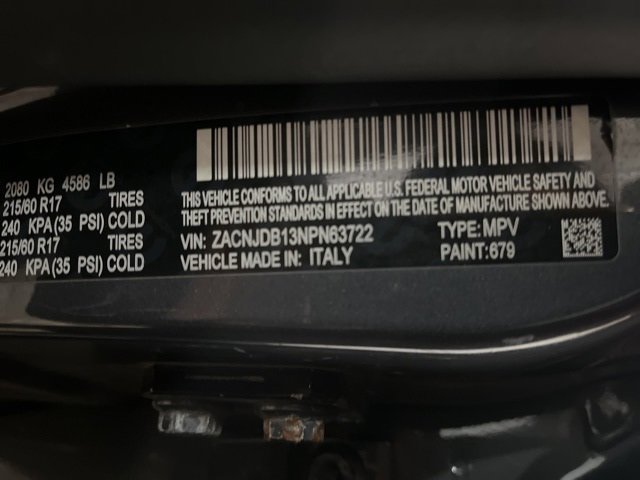 2080 KG 4586 LB
215/60 R17 TIRES
240 KPA(35 PSI) COLD
215/60 R17 TIRES
240 KPA(35 PSI) COLD
THIS VEHICLE CONFORMS TO ALL APPLICABLE U.S. FEDERAL MOTOR VEHICLE SAFETY AND
THEFT PREVENTION STANDARDS IN EFFECT ON THE DATE OF MANUFACTURE SHOWN ABOVE.
VIN: ZACNJDB13NPN63722 TYPE: MPV
VEHICLE MADE IN: ITALY PAINT: 679